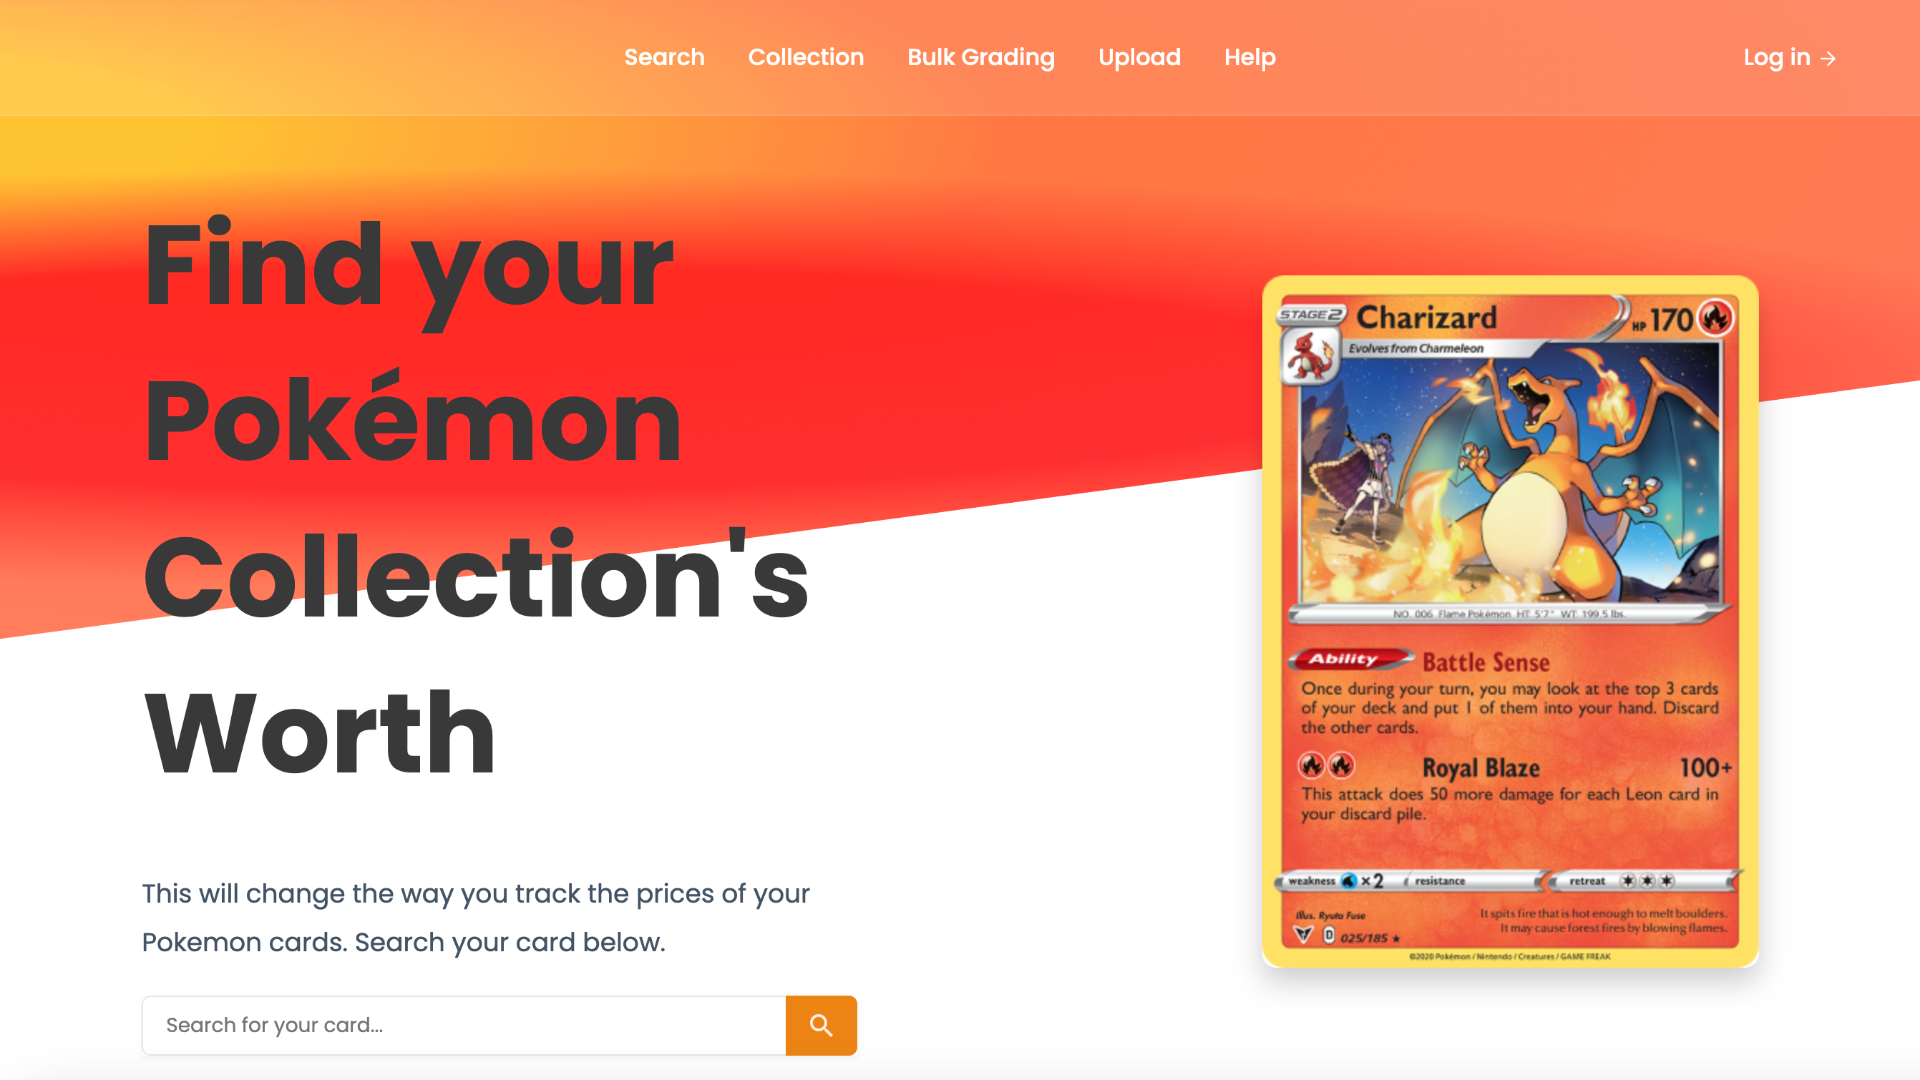 Search Collection Bulk Grading Upload Help Log in →
Find your
Pokémon
Collection's
Worth
This will change the way you track the prices of your
Pokemon cards. Search your card below.
Search for your card...
STAGE 2 Charizard HP 170
Evolves from Charmeleon
NO. 006 Flame Pokémon HT: 5'7" WT: 199.5 lbs.
Ability Battle Sense
Once during your turn, you may look at the top 3 cards
of your deck and put 1 of them into your hand. Discard
the other cards.
Royal Blaze 100+
This attack does 50 more damage for each Leon card in
your discard pile.
weakness ×2 resistance retreat
Illus. Ryuta Fuse
D 025/185 ★
It spits fire that is hot enough to melt boulders.
It may cause forest fires by blowing flames.
©2020 Pokémon / Nintendo / Creatures / GAME FREAK